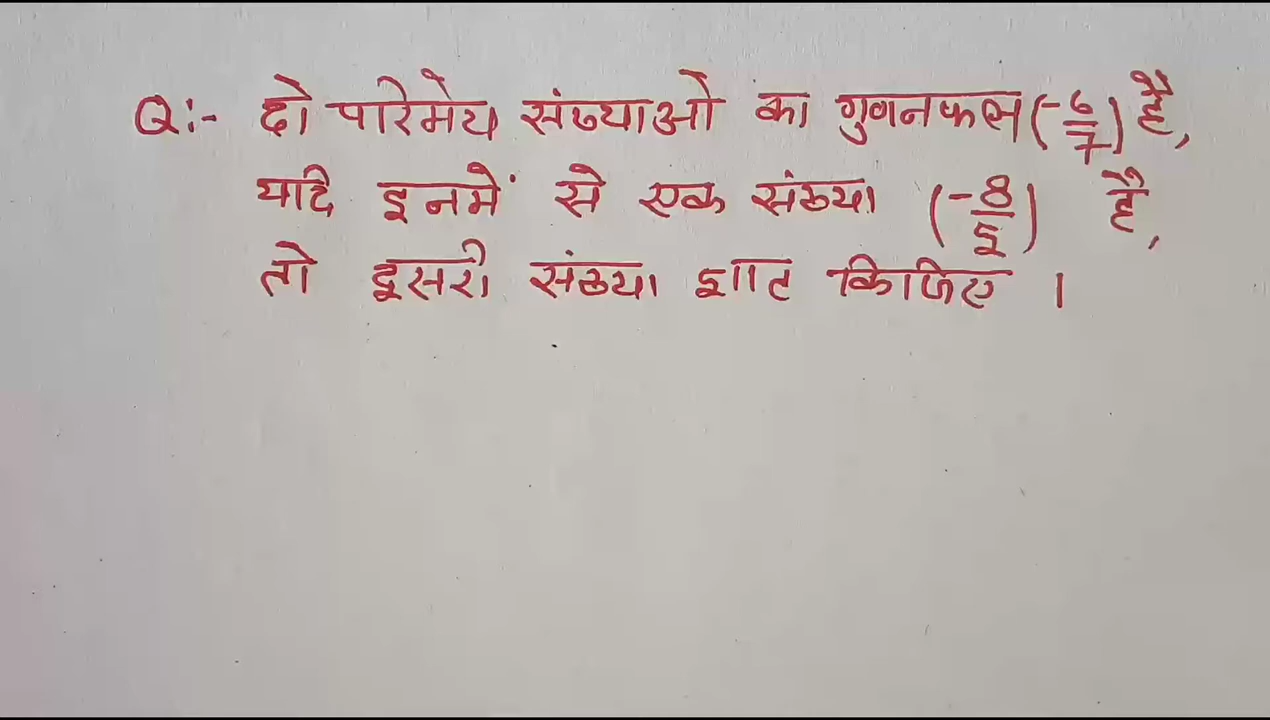 Q:- दो परिमेय संख्याओ का गुणनफल (-6/7) है,
यदि इनमें से एक संख्या (-8/5) है,
तो दूसरी संख्या ज्ञात किजिए ।